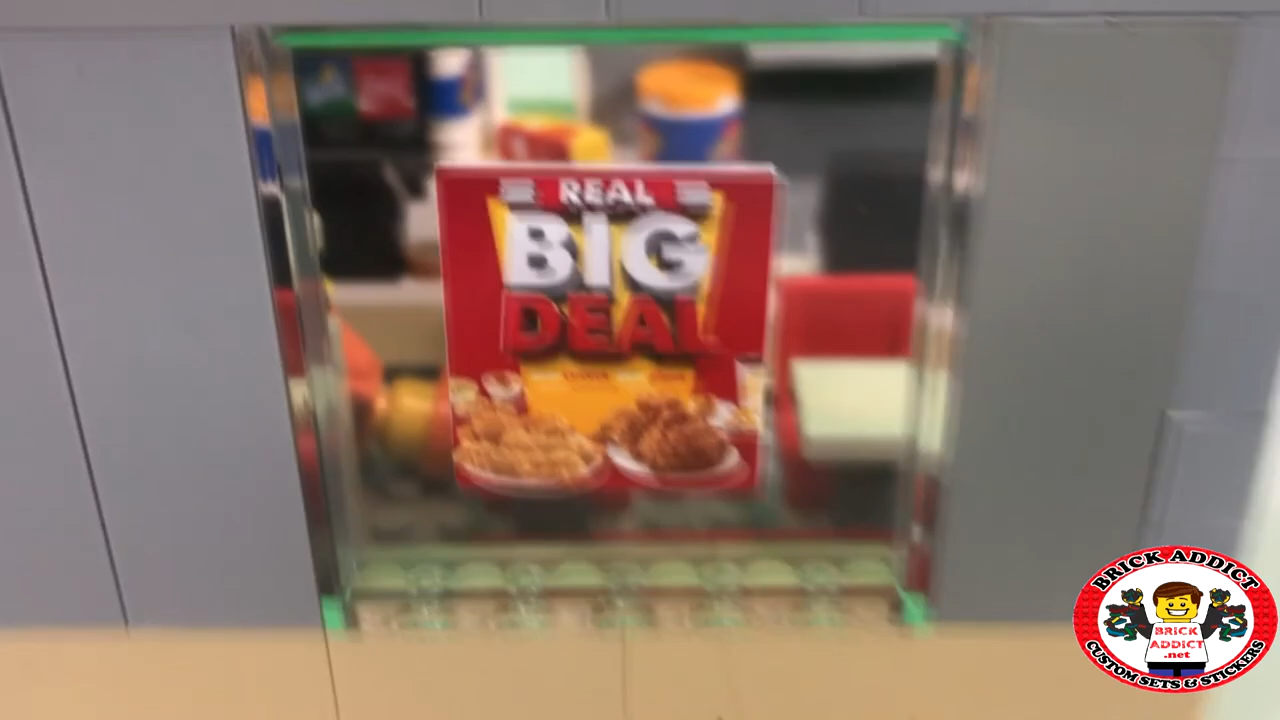 REAL
BIG
DEAL
BRICK ADDICT
BRICK
ADDICT
.net
CUSTOM SETS & STICKERS